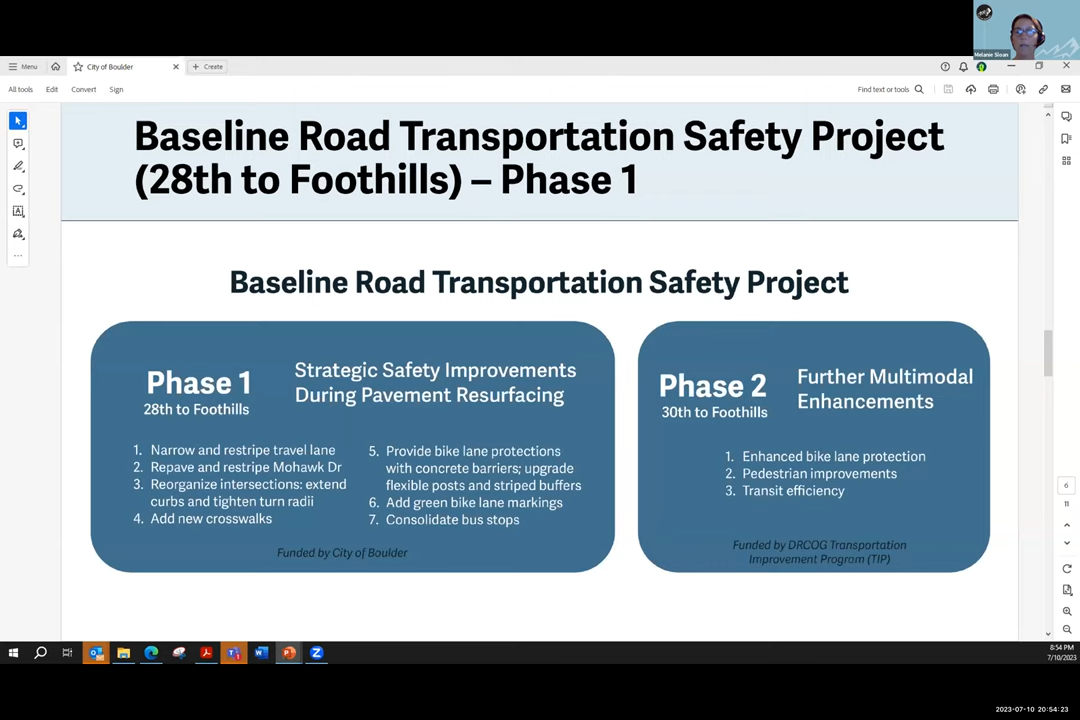 Melanie Sloan
Menu
City of Boulder
Create
All tools
Edit
Convert
Sign
Find text or tools
Baseline Road Transportation Safety Project
(28th to Foothills) – Phase 1
Baseline Road Transportation Safety Project
Phase 1
28th to Foothills
Strategic Safety Improvements
During Pavement Resurfacing
1. Narrow and restripe travel lane
2. Repave and restripe Mohawk Dr
3. Reorganize intersections: extend
curbs and tighten turn radii
4. Add new crosswalks
5. Provide bike lane protections
with concrete barriers; upgrade
flexible posts and striped buffers
6. Add green bike lane markings
7. Consolidate bus stops
Funded by City of Boulder
Phase 2
30th to Foothills
Further Multimodal
Enhancements
1. Enhanced bike lane protection
2. Pedestrian improvements
3. Transit efficiency
Funded by DRCOG Transportation
Improvement Program (TIP)
6
11
8:54 PM
7/10/2023
2023-07-10 20:54:23